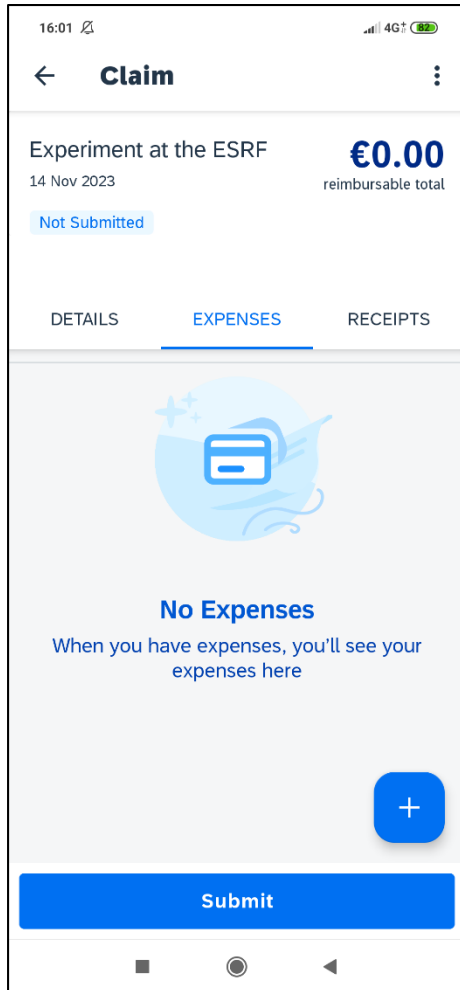 16:01
4G+ 82
Claim
Experiment at the ESRF
€0.00
14 Nov 2023
reimbursable total
Not Submitted
DETAILS
EXPENSES
RECEIPTS
No Expenses
When you have expenses, you'll see your
expenses here
Submit